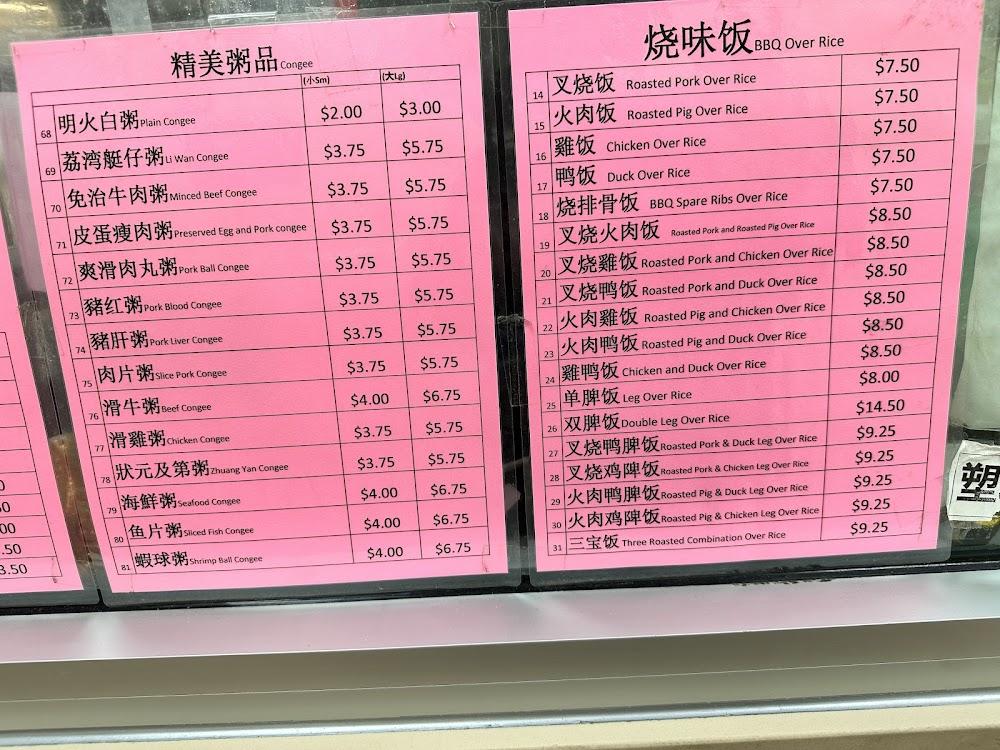 0
50
00
.50
3.50
精美粥品 Congee
(小Sm) (大Lg)
68 明火白粥 Plain Congee $2.00 $3.00
69 荔湾艇仔粥 Li Wan Congee $3.75 $5.75
70 免治牛肉粥 Minced Beef Congee $3.75 $5.75
71 皮蛋瘦肉粥 Preserved Egg and Pork congee $3.75 $5.75
72 爽滑肉丸粥 Pork Ball Congee $3.75 $5.75
73 豬红粥 Pork Blood Congee $3.75 $5.75
74 豬肝粥 Pork Liver Congee $3.75 $5.75
75 肉片粥 Slice Pork Congee $3.75 $5.75
76 滑牛粥 Beef Congee $4.00 $6.75
77 滑雞粥 Chicken Congee $3.75 $5.75
78 狀元及第粥 Zhuang Yan Congee $3.75 $5.75
79 海鮮粥 Seafood Congee $4.00 $6.75
80 鱼片粥 Sliced Fish Congee $4.00 $6.75
81 蝦球粥 Shrimp Ball Congee $4.00 $6.75
烧味饭 BBQ Over Rice
14 叉烧饭 Roasted Pork Over Rice $7.50
15 火肉饭 Roasted Pig Over Rice $7.50
16 雞饭 Chicken Over Rice $7.50
17 鸭饭 Duck Over Rice $7.50
18 烧排骨饭 BBQ Spare Ribs Over Rice $7.50
19 叉烧火肉饭 Roasted Pork and Roasted Pig Over Rice $8.50
20 叉烧雞饭 Roasted Pork and Chicken Over Rice $8.50
21 叉烧鸭饭 Roasted Pork and Duck Over Rice $8.50
22 火肉雞饭 Roasted Pig and Chicken Over Rice $8.50
23 火肉鸭饭 Roasted Pig and Duck Over Rice $8.50
24 雞鸭饭 Chicken and Duck Over Rice $8.50
25 单脾饭 Leg Over Rice $8.00
26 双脾饭 Double Leg Over Rice $14.50
27 叉烧鸭脾饭 Roasted Pork & Duck Leg Over Rice $9.25
28 叉烧鸡脾饭 Roasted Pork & Chicken Leg Over Rice $9.25
29 火肉鸭脾饭 Roasted Pig & Duck Leg Over Rice $9.25
30 火肉鸡脾饭 Roasted Pig & Chicken Leg Over Rice $9.25
31 三宝饭 Three Roasted Combination Over Rice $9.25
塑